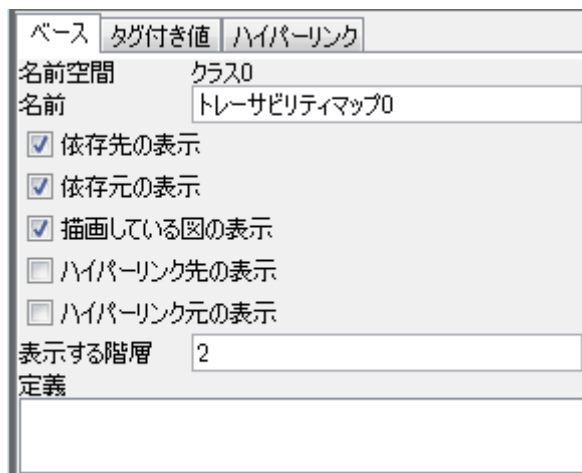 ベース タグ付き値 ハイパーリンク
名前空間 クラス0
名前 トレーサビリティマップ0
依存先の表示
依存元の表示
描画している図の表示
ハイパーリンク先の表示
ハイパーリンク元の表示
表示する階層 2
定義